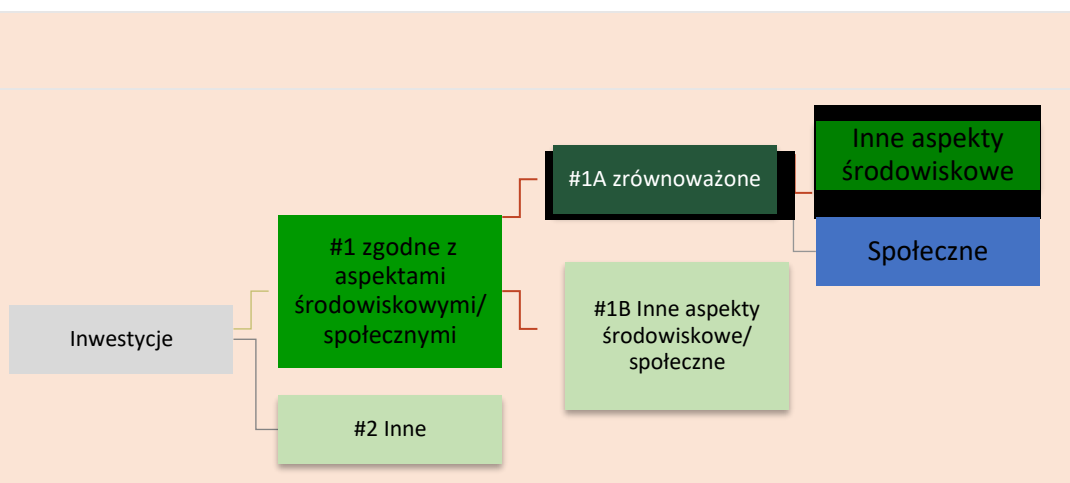 Inwestycje
#1 zgodne z
aspektami
środowiskowymi/
społecznymi
#2 Inne
#1A zrównoważone
#1B Inne aspekty
środowiskowe/
społeczne
Inne aspekty
środowiskowe
Społeczne